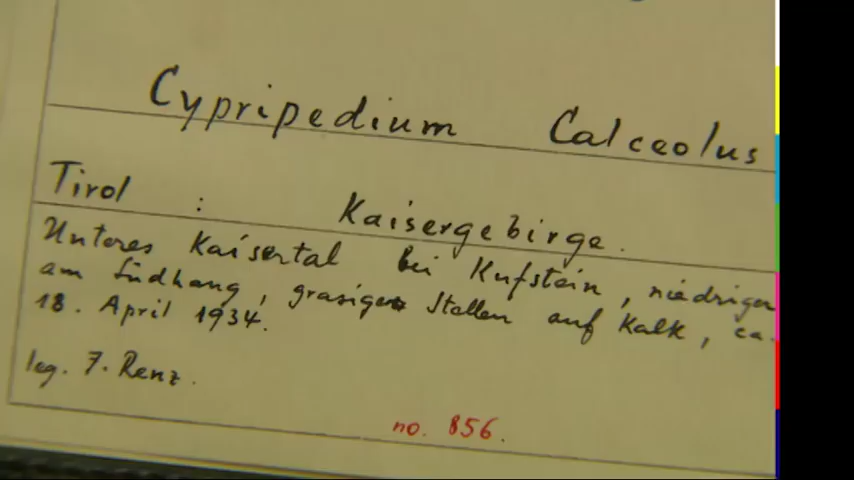 Cypripedium Calceolus
Tirol : Kaisergebirge.
Unteres Kaisertal bei Kufstein, niedriger
am Südhang, grasigen Stellen auf Kalk, ca.
18. April 1934.
leg. J. Renz.
no. 856.